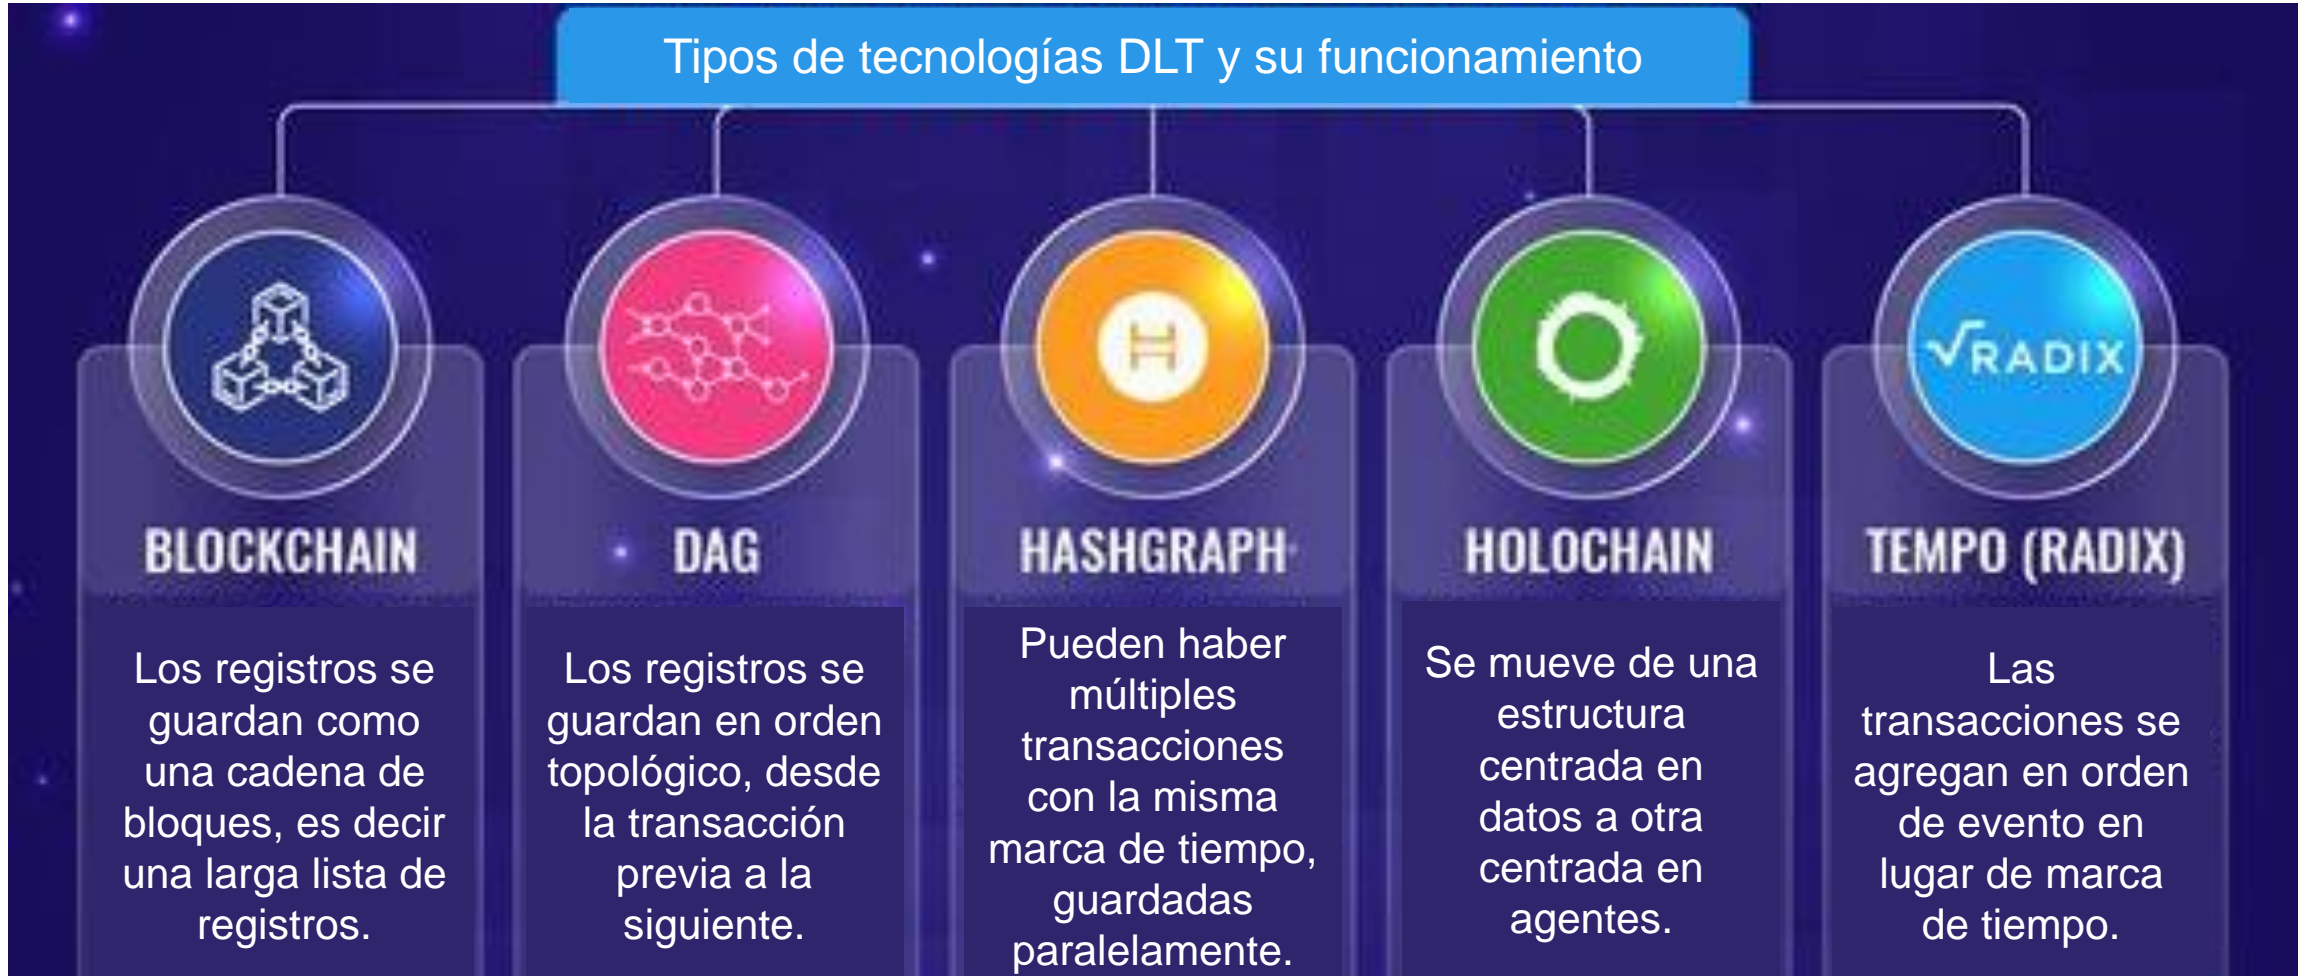 Tipos de tecnologías DLT y su funcionamiento
√RADIX
BLOCKCHAIN
Los registros se
guardan como
una cadena de
bloques, es decir
una larga lista de
registros.
DAG
Los registros se
guardan en orden
topológico, desde
la transacción
previa a la
siguiente.
HASHGRAPH
Pueden haber
múltiples
transacciones
con la misma
marca de tiempo,
guardadas
paralelamente.
HOLOCHAIN
Se mueve de una
estructura
centrada en
datos a otra
centrada en
agentes.
TEMPO (RADIX)
Las
transacciones se
agregan en orden
de evento en
lugar de marca
de tiempo.